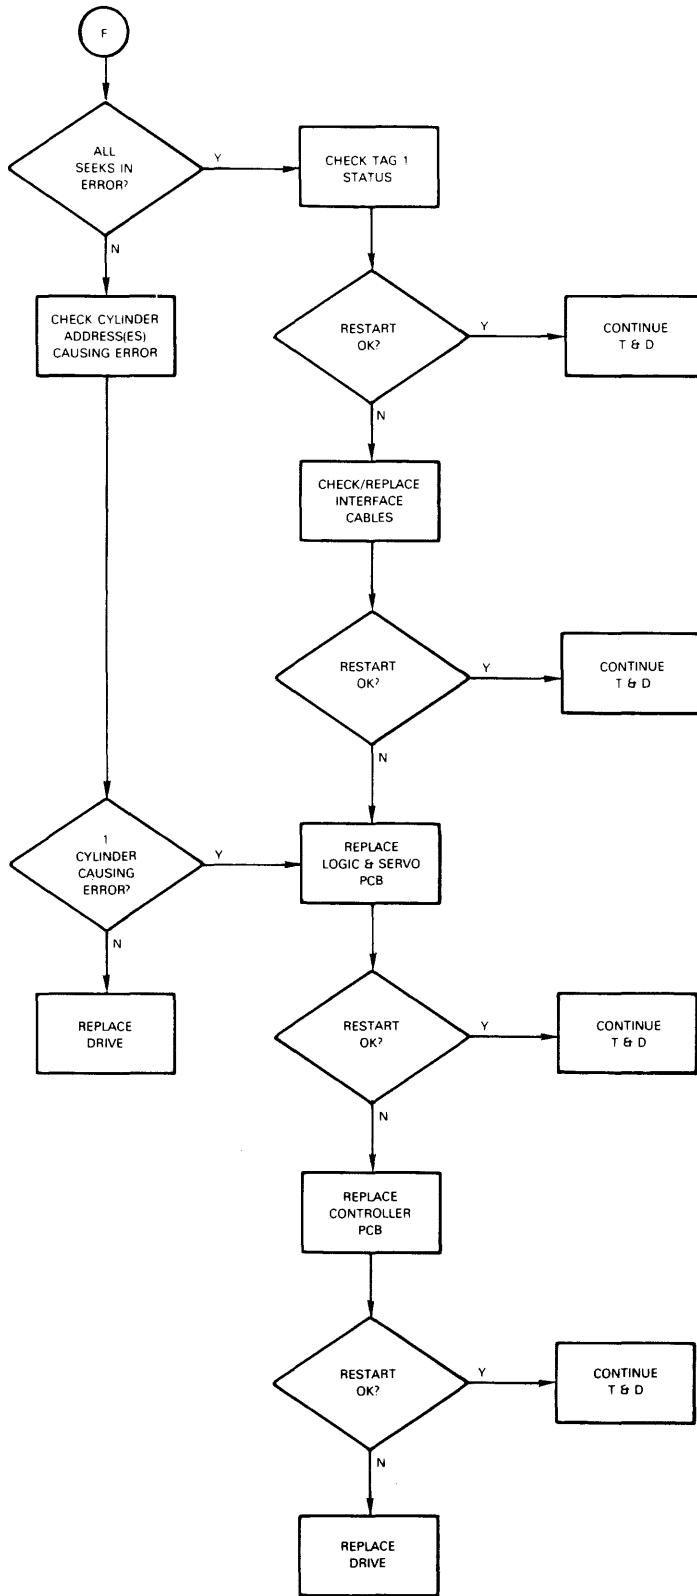 F
ALL
SEEKS IN
ERROR?
Y
CHECK TAG 1
STATUS
N
CHECK CYLINDER
ADDRESS(ES)
CAUSING ERROR
RESTART
OK?
Y
CONTINUE
T & D
N
CHECK/REPLACE
INTERFACE
CABLES
RESTART
OK?
Y
CONTINUE
T & D
N
1
CYLINDER
CAUSING
ERROR?
Y
REPLACE
LOGIC & SERVO
PCB
N
REPLACE
DRIVE
RESTART
OK?
Y
CONTINUE
T & D
N
REPLACE
CONTROLLER
PCB
RESTART
OK?
Y
CONTINUE
T & D
N
REPLACE
DRIVE